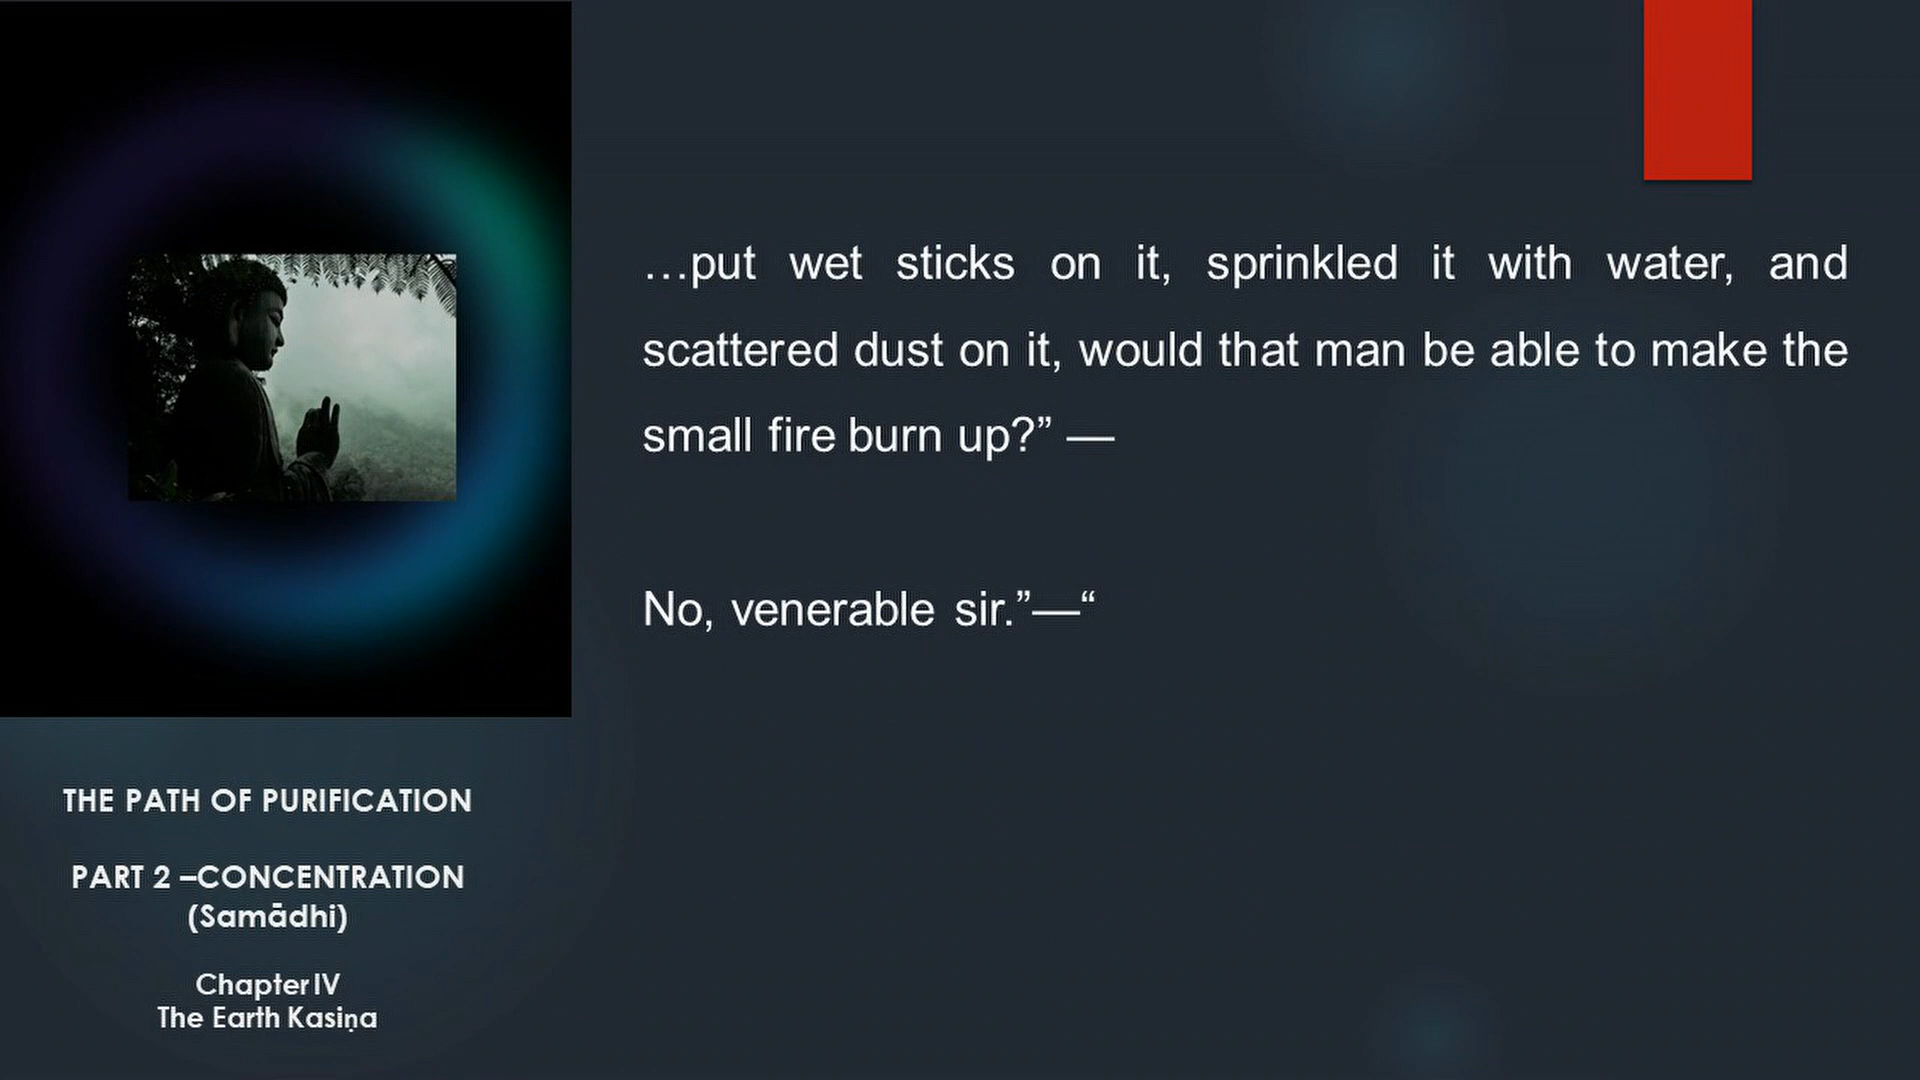 …put wet sticks on it, sprinkled it with water, and
scattered dust on it, would that man be able to make the
small fire burn up?” —
No, venerable sir.”—“
THE PATH OF PURIFICATION
PART 2 –CONCENTRATION
(Samādhi)
Chapter IV
The Earth Kasiṇa